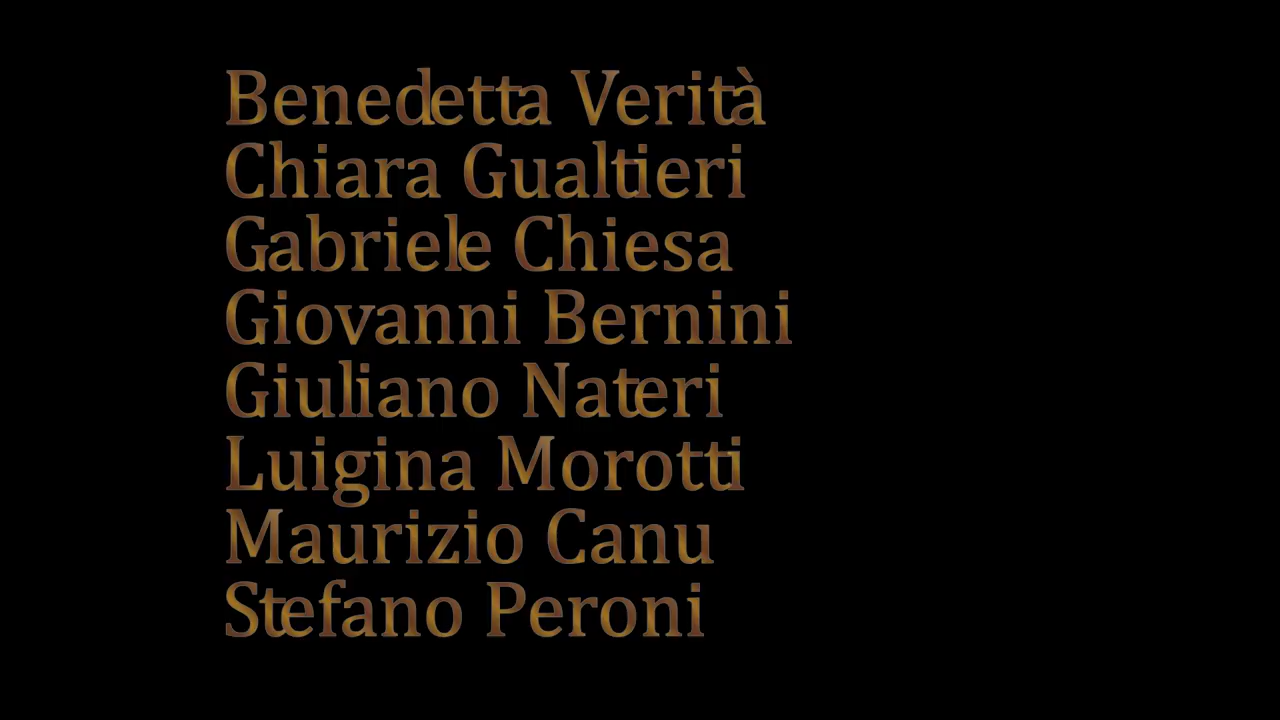 Benedetta Verità
Chiara Gualtieri
Gabriele Chiesa
Giovanni Bernini
Giuliano Nateri
Luigina Morotti
Maurizio Canu
Stefano Peroni